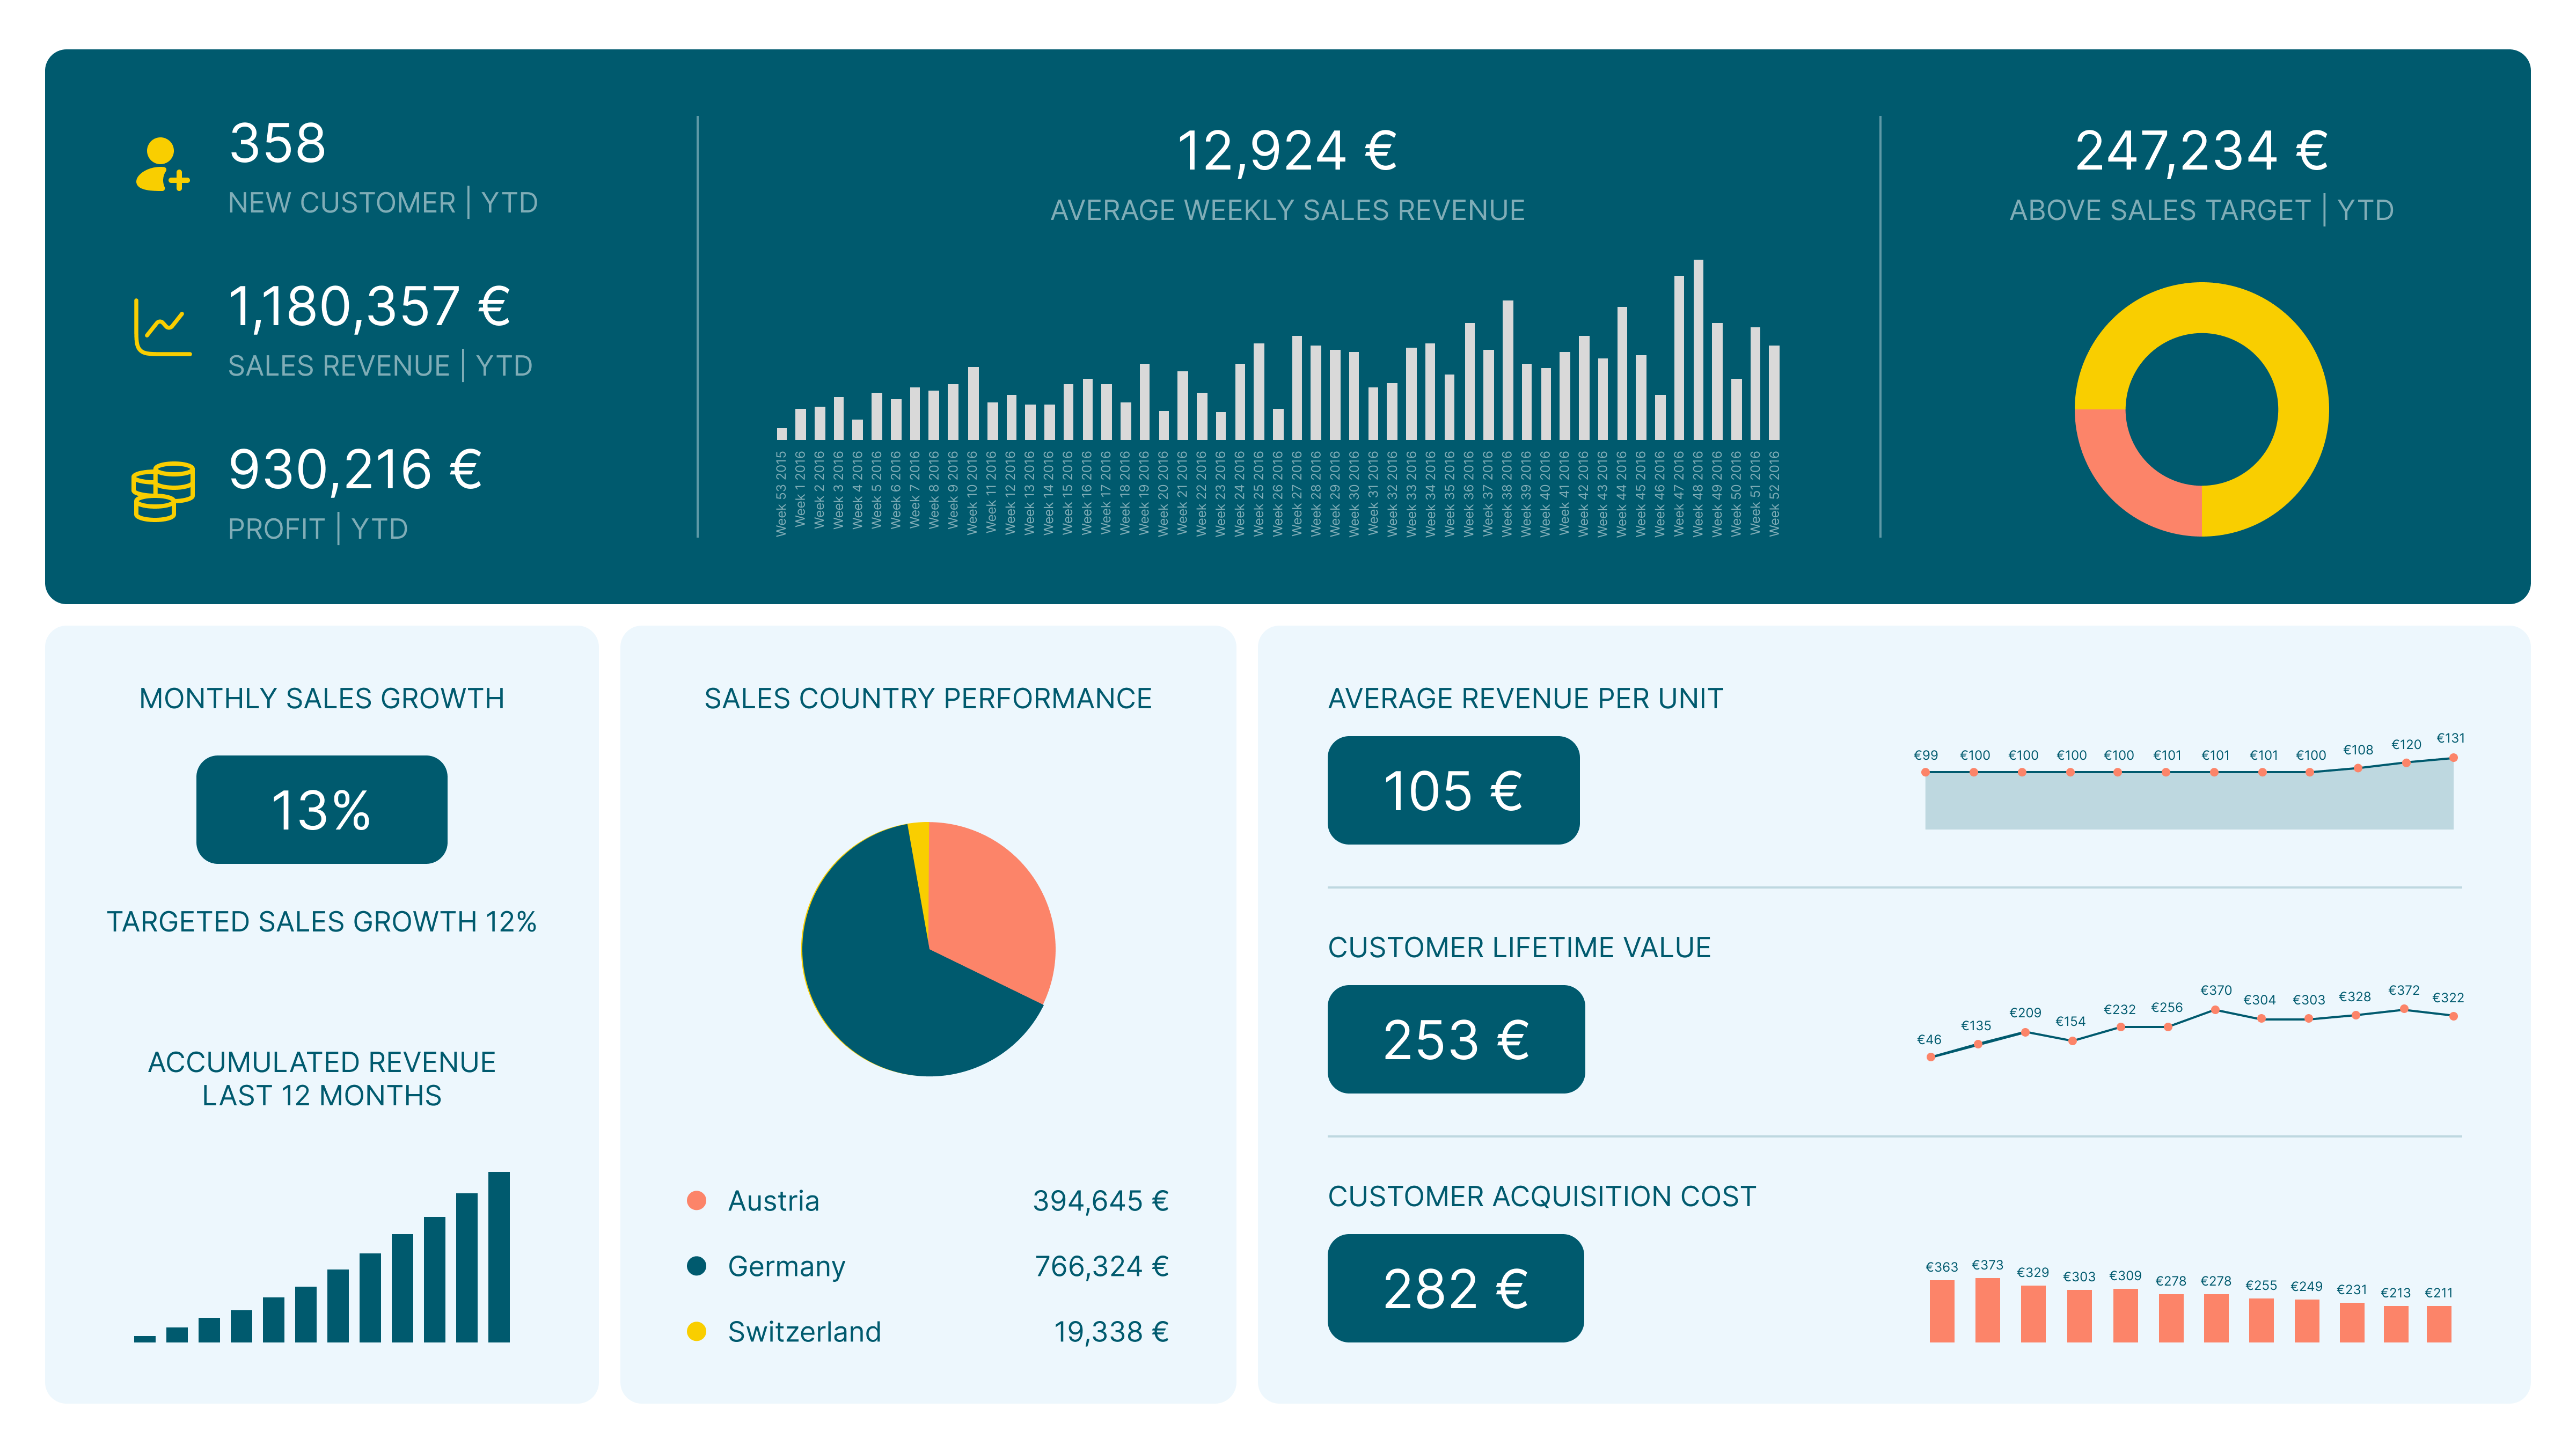 358
NEW CUSTOMER | YTD
1,180,357 €
SALES REVENUE | YTD
930,216 €
PROFIT | YTD
12,924 €
AVERAGE WEEKLY SALES REVENUE
Week 53 2015
Week 1 2016
Week 2 2016
Week 3 2016
Week 4 2016
Week 5 2016
Week 6 2016
Week 7 2016
Week 8 2016
Week 9 2016
Week 10 2016
Week 11 2016
Week 12 2016
Week 13 2016
Week 14 2016
Week 15 2016
Week 16 2016
Week 17 2016
Week 18 2016
Week 19 2016
Week 20 2016
Week 21 2016
Week 22 2016
Week 23 2016
Week 24 2016
Week 25 2016
Week 26 2016
Week 27 2016
Week 28 2016
Week 29 2016
Week 30 2016
Week 31 2016
Week 32 2016
Week 33 2016
Week 34 2016
Week 35 2016
Week 36 2016
Week 37 2016
Week 38 2016
Week 39 2016
Week 40 2016
Week 41 2016
Week 42 2016
Week 43 2016
Week 44 2016
Week 45 2016
Week 46 2016
Week 47 2016
Week 48 2016
Week 49 2016
Week 50 2016
Week 51 2016
Week 52 2016
247,234 €
ABOVE SALES TARGET | YTD
MONTHLY SALES GROWTH
13%
TARGETED SALES GROWTH 12%
ACCUMULATED REVENUE
LAST 12 MONTHS
SALES COUNTRY PERFORMANCE
Austria 394,645 €
Germany 766,324 €
Switzerland 19,338 €
AVERAGE REVENUE PER UNIT
105 €
€99 €100 €100 €100 €100 €101 €101 €101 €100 €108 €120 €131
CUSTOMER LIFETIME VALUE
253 €
€46 €135 €209 €154 €232 €256 €370 €304 €303 €328 €372 €322
CUSTOMER ACQUISITION COST
282 €
€363 €373 €329 €303 €309 €278 €278 €255 €249 €231 €213 €211